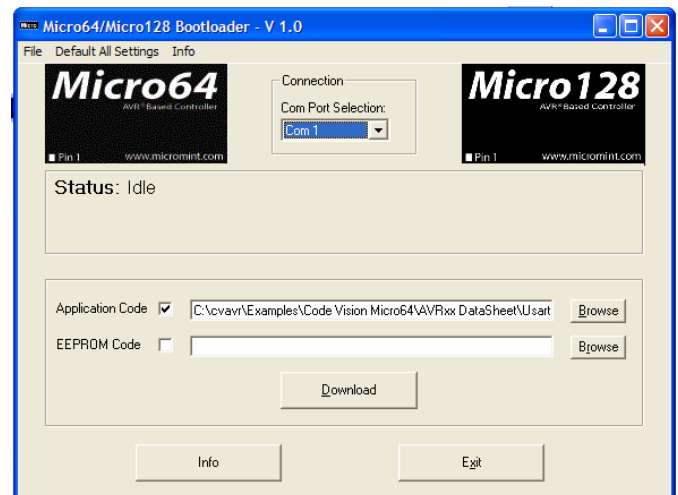 Micro64/Micro128 Bootloader - V 1.0
File Default All Settings Info
Micro64
AVR® Based Controller
Pin 1 www.micromint.com
Connection
Com Port Selection:
Com 1
Micro128
AVR® Based Controller
Pin 1 www.micromint.com
Status: Idle
Application Code C:\cvavr\Examples\Code Vision Micro64\AVRxx DataSheet\Usart Browse
EEPROM Code Browse
Download
Info Exit